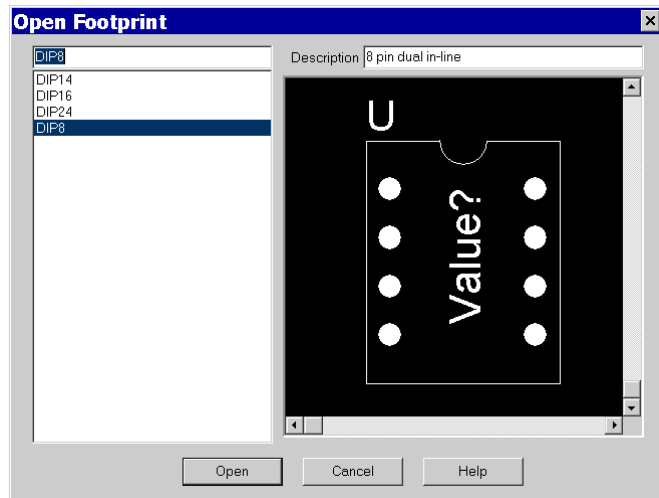 Open Footprint
DIP8
Description 8 pin dual in-line
DIP14
DIP16
DIP24
DIP8
U
Value?
Open Cancel Help